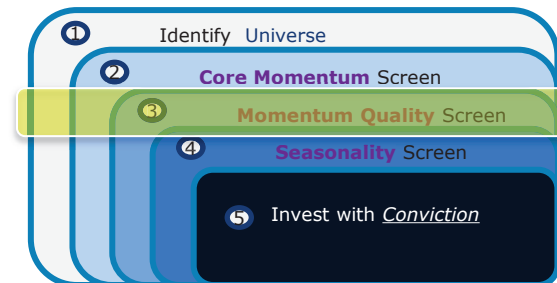 1 Identify Universe
2 Core Momentum Screen
3 Momentum Quality Screen
4 Seasonality Screen
5 Invest with Conviction